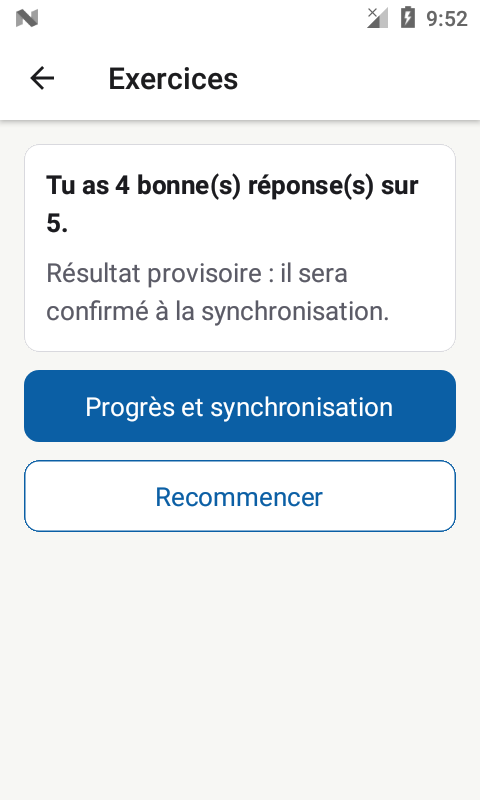 9:52
Exercices
Tu as 4 bonne(s) réponse(s) sur
5.
Résultat provisoire : il sera
confirmé à la synchronisation.
Progrès et synchronisation
Recommencer